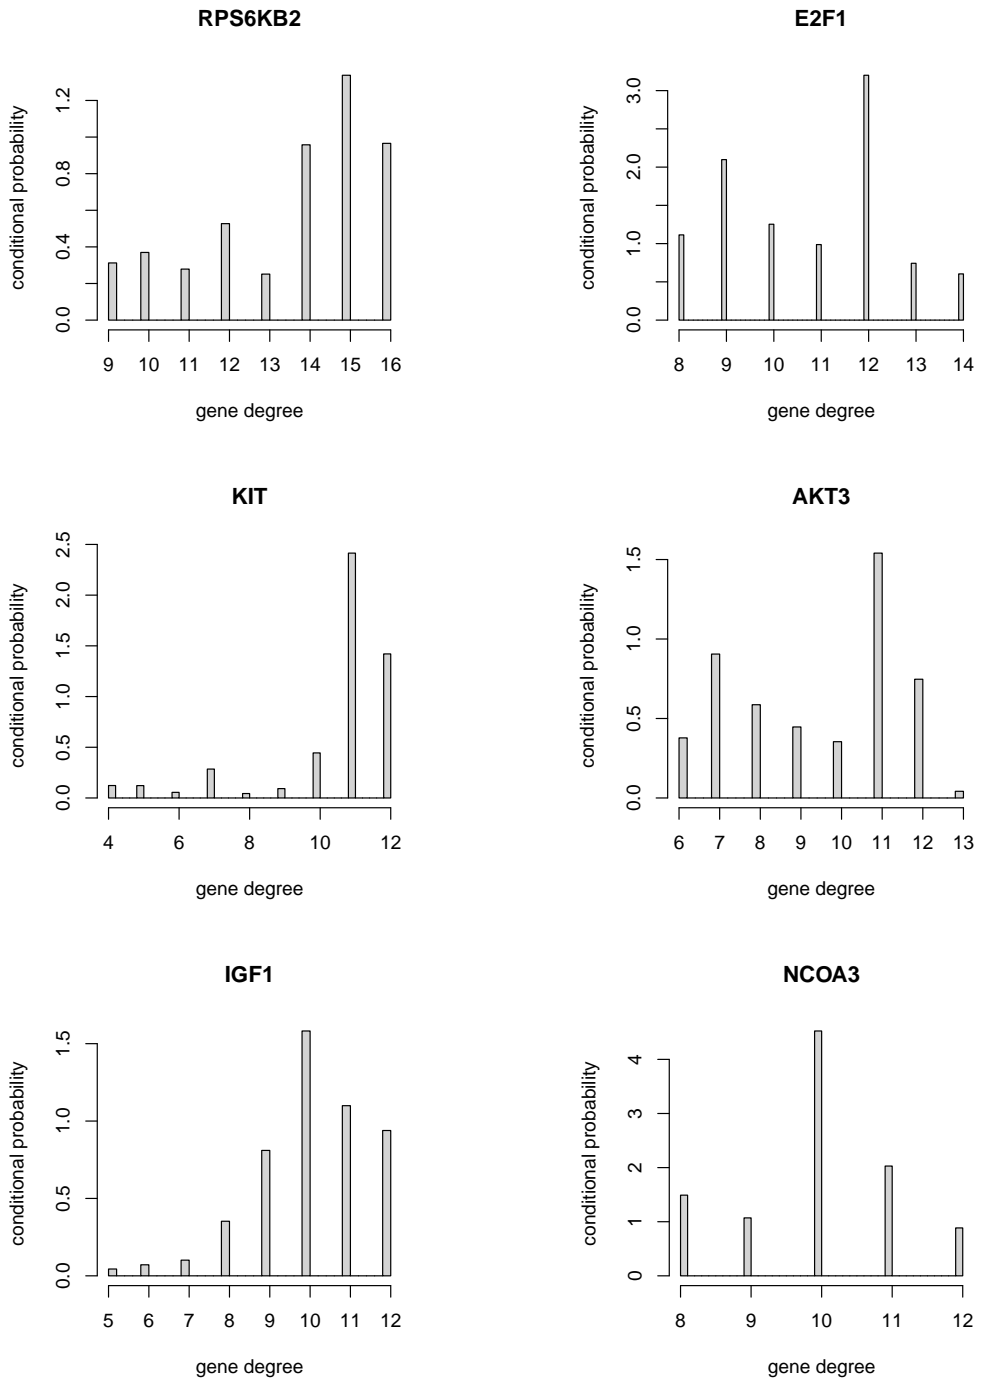 RPS6KB2
conditional probability
0.0 0.4 0.8 1.2
9 10 11 12 13 14 15 16
gene degree
E2F1
conditional probability
0.0 1.0 2.0 3.0
8 9 10 11 12 13 14
gene degree
KIT
conditional probability
0.0 0.5 1.0 1.5 2.0 2.5
4 6 8 10 12
gene degree
AKT3
conditional probability
0.0 0.5 1.0 1.5
6 7 8 9 10 11 12 13
gene degree
IGF1
conditional probability
0.0 0.5 1.0 1.5
5 6 7 8 9 10 11 12
gene degree
NCOA3
conditional probability
0 1 2 3 4
8 9 10 11 12
gene degree